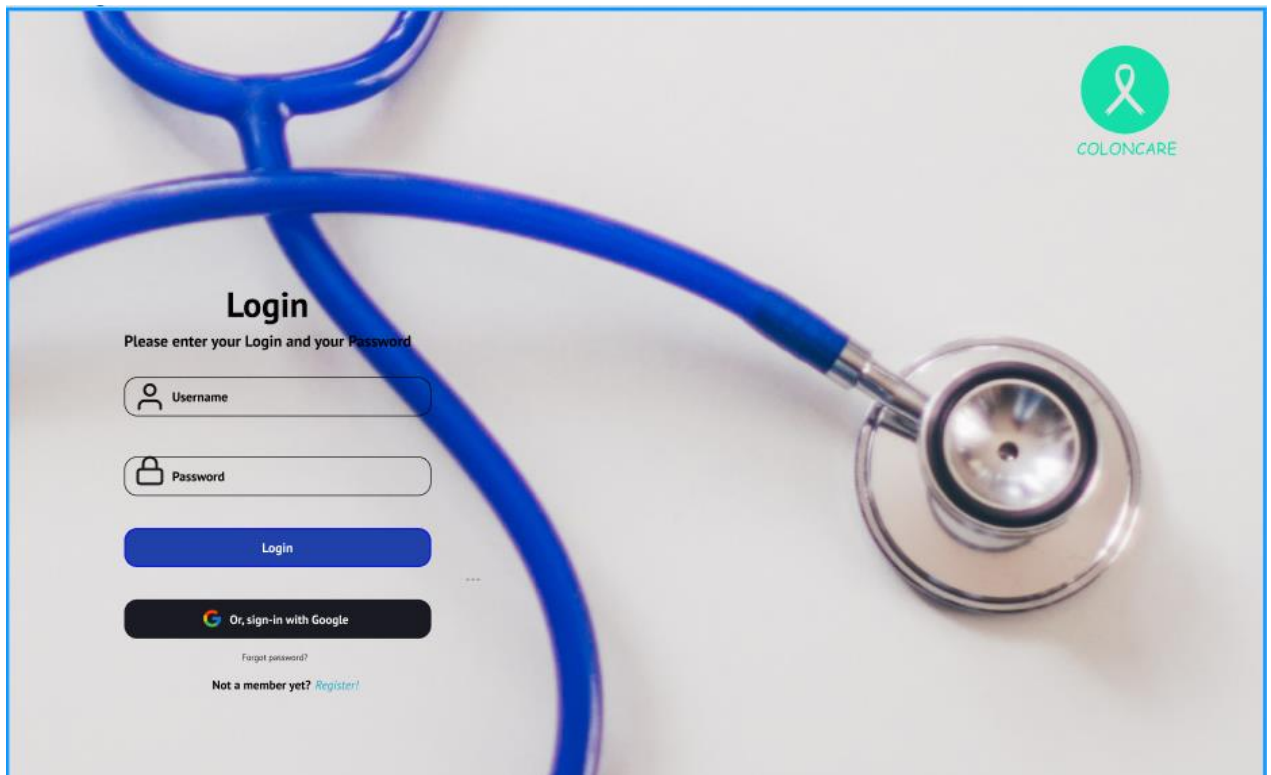 COLONCARE
Login
Please enter your Login and your Password
Username
Password
Login
Or, sign-in with Google
Forgot password?
Not a member yet? Register!